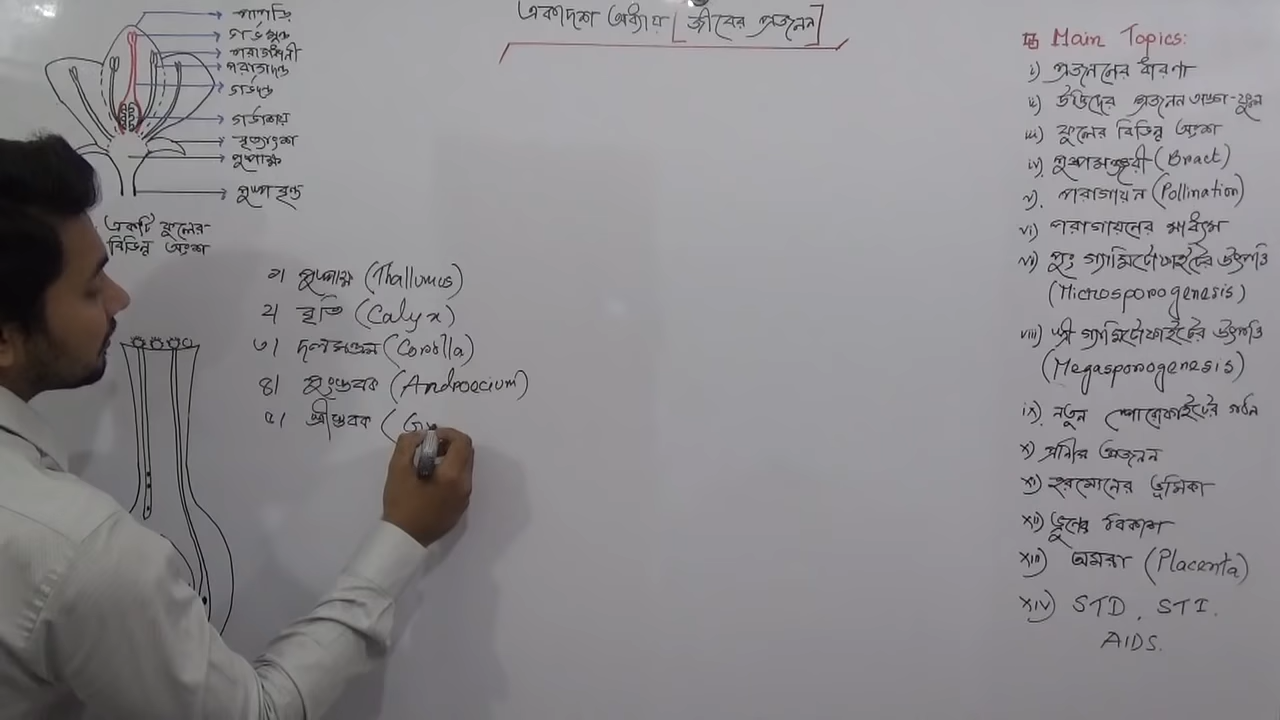 একাদশ অধ্যায় [জীবের প্রজনন]
পাপড়ি
গর্ভমুণ্ড
পরাগধানী
পরাগদণ্ড
গর্ভদণ্ড
গর্ভাশয়
বৃত্যাংশ
পুষ্পাক্ষ
পুষ্প বৃন্ত
একটি ফুলের
বিভিন্ন অংশ
১। পুষ্পাক্ষ (Thallumus)
২। বৃতি (Calyx)
৩। দলমণ্ডল (Corolla)
৪। পুংস্তবক (Androecium)
৫। স্ত্রীস্তবক (Gy
Main Topics:
i) প্রজননের ধারণা
ii) উদ্ভিদের প্রজনন অঙ্গ-ফুল
iii) ফুলের বিভিন্ন অংশ
iv) পুষ্পমঞ্জুরী (Bract)
v) পরাগায়ন (Pollination)
vi) পরাগায়নের মাধ্যম
vii) পুং গ্যামিটোফাইটের উৎপত্তি
(Microsporogenesis)
viii) স্ত্রী গ্যামিটোফাইটের উৎপত্তি
(Megasporogenesis)
ix) নতুন স্পোরোফাইটের গঠন
x) প্রাণীর প্রজনন
xi) হরমোনের ভূমিকা
xii) ভ্রূণের বিকাশ
xiii) অমরা (Placenta)
xiv) STD, STI.
AIDS.